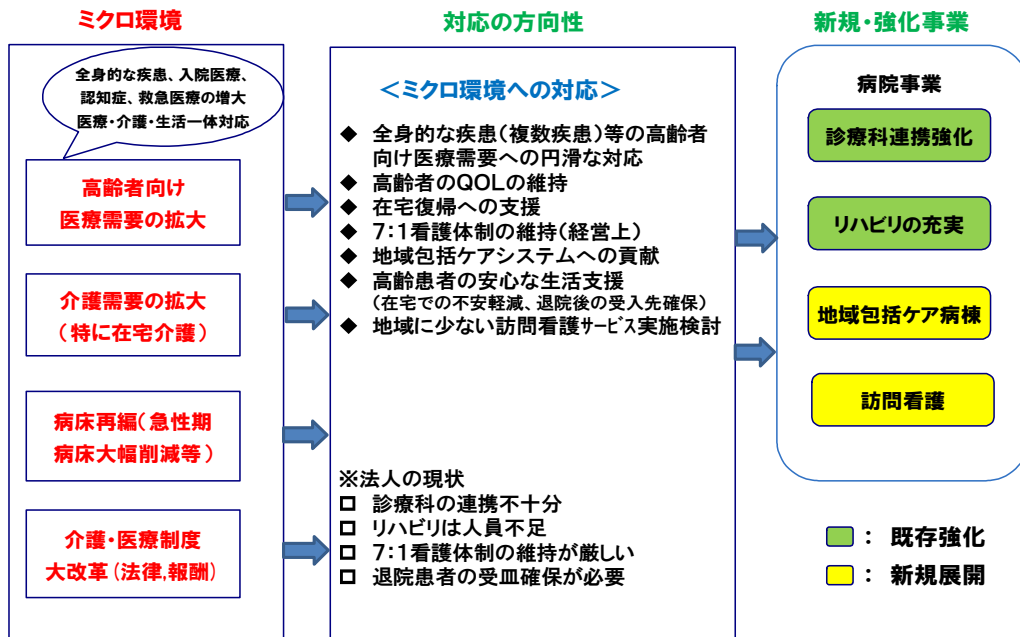 ミクロ環境
全身的な疾患、入院医療、
認知症、救急医療の増大
医療・介護・生活一体対応
高齢者向け
医療需要の拡大
介護需要の拡大
(特に在宅介護)
病床再編(急性期
病床大幅削減等)
介護・医療制度
大改革(法律,報酬)
対応の方向性
<ミクロ環境への対応>
◆ 全身的な疾患(複数疾患)等の高齢者
向け医療需要への円滑な対応
◆ 高齢者のQOLの維持
◆ 在宅復帰への支援
◆ 7:1看護体制の維持(経営上)
◆ 地域包括ケアシステムへの貢献
◆ 高齢患者の安心な生活支援
(在宅での不安軽減、退院後の受入先確保)
◆ 地域に少ない訪問看護サービス実施検討
※法人の現状
□ 診療科の連携不十分
□ リハビリは人員不足
□ 7:1看護体制の維持が厳しい
□ 退院患者の受皿確保が必要
新規・強化事業
病院事業
診療科連携強化
リハビリの充実
地域包括ケア病棟
訪問看護
: 既存強化
: 新規展開